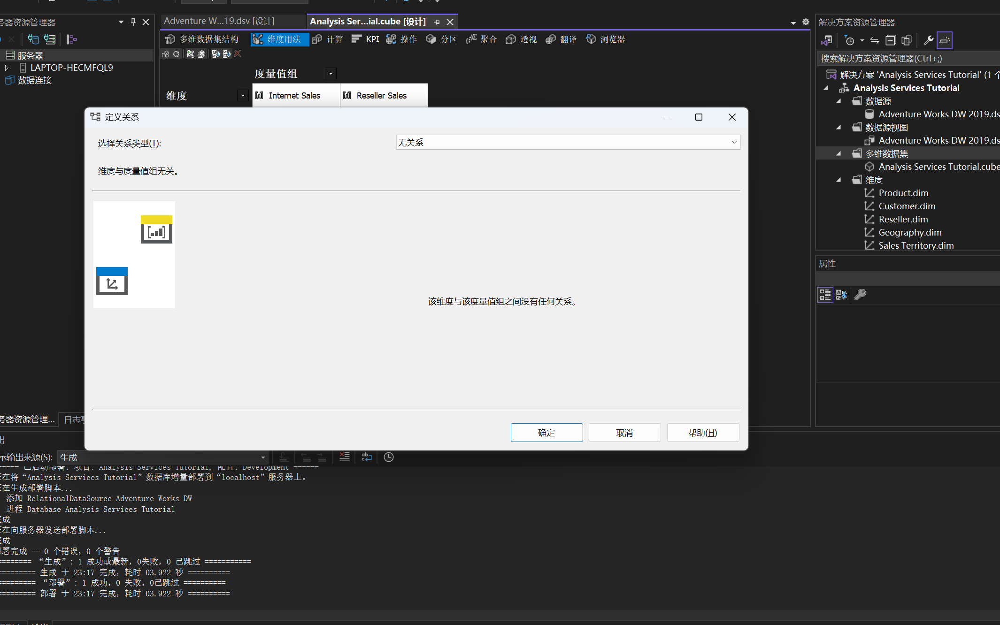 务器资源管理器
服务器
LAPTOP-HECMFQL9
数据连接
Adventure W...19.dsv [设计]
Analysis Ser...ial.cube [设计]
多维数据集结构
维度用法
计算
KPI
操作
分区
聚合
透视
翻译
浏览器
度量值组
维度
Internet Sales
Reseller Sales
定义关系
选择关系类型(T):
无关系
维度与度量值组无关。
该维度与该度量值组之间没有任何关系。
确定
取消
帮助(H)
解决方案资源管理器
搜索解决方案资源管理器(Ctrl+;)
解决方案 'Analysis Services Tutorial' (1 个
Analysis Services Tutorial
数据源
Adventure Works DW 2019.ds
数据源视图
Adventure Works DW 2019.ds
多维数据集
Analysis Services Tutorial.cube
维度
Product.dim
Customer.dim
Reseller.dim
Geography.dim
Sales Territory.dim
属性
务器资源管理...
日志事
出
示输出来源(S):
生成
------ 已启动部署: 项目: Analysis Services Tutorial, 配置: Development ------
正在将“Analysis Services Tutorial”数据库增量部署到“localhost”服务器上。
正在生成部署脚本...
添加 RelationalDataSource Adventure Works DW
进程 Database Analysis Services Tutorial
完成
正在向服务器发送部署脚本...
完成
部署完成 -- 0 个错误，0 个警告
======== “生成”: 1 成功或最新，0失败，0 已跳过 ===========
========= 生成 于 23:17 完成，耗时 03.922 秒 ==========
========= “部署”: 1 成功，0 失败，0已跳过 ==========
========= 部署 于 23:17 完成，耗时 03.922 秒 ==========
输出